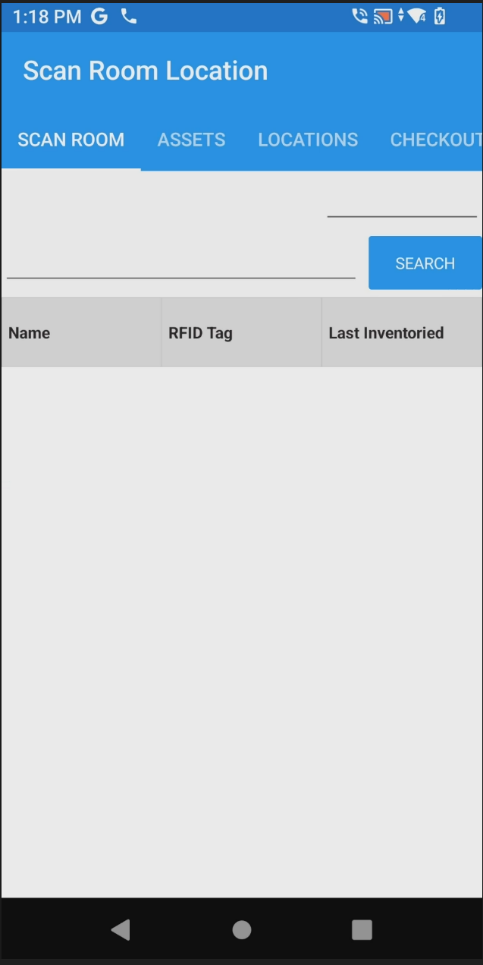 1:18 PM G
Scan Room Location
SCAN ROOM ASSETS LOCATIONS CHECKOUT
SEARCH
Name RFID Tag Last Inventoried